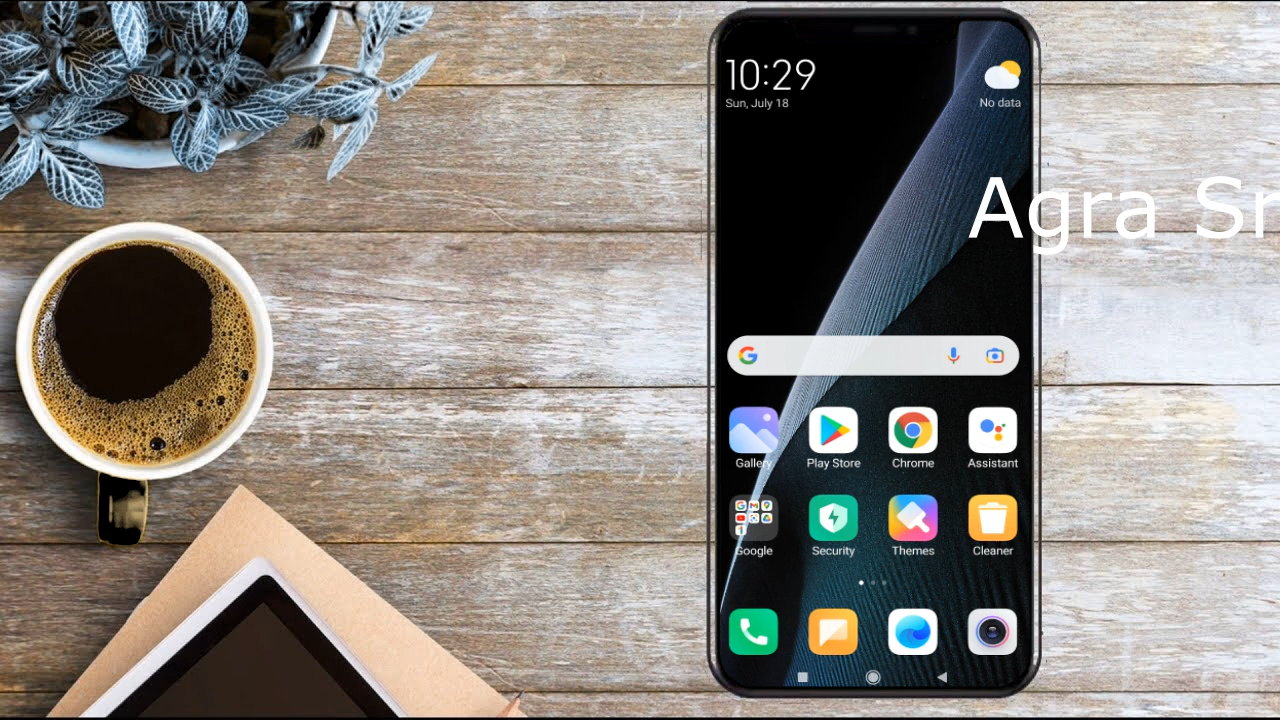 10:29
Sun, July 18
No data
Agra Sr
Gallery
Play Store
Chrome
Assistant
Google
Security
Themes
Cleaner